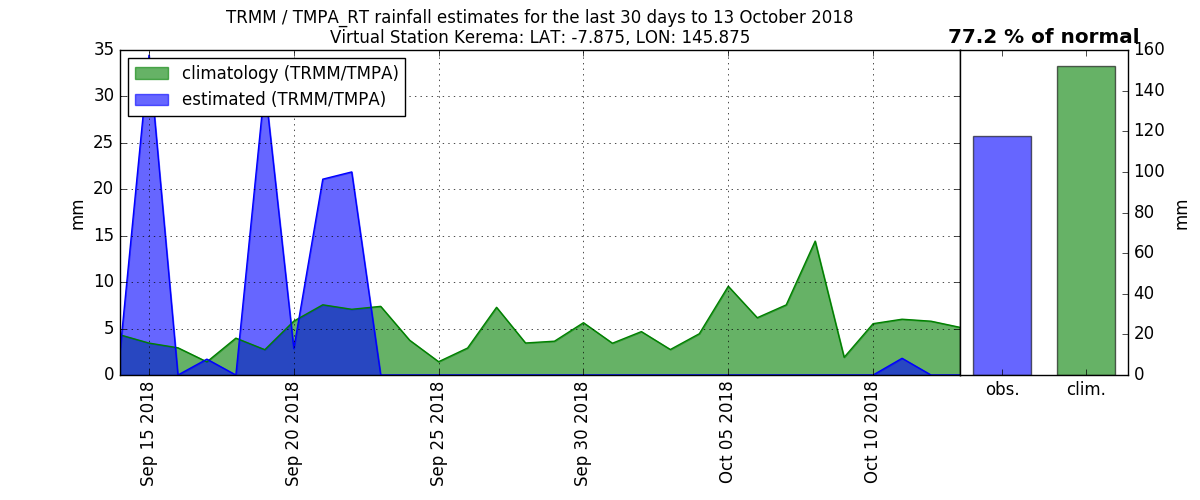 TRMM / TMPA_RT rainfall estimates for the last 30 days to 13 October 2018
Virtual Station Kerema: LAT: -7.875, LON: 145.875
77.2 % of normal
climatology (TRMM/TMPA)
estimated (TRMM/TMPA)
35
30
25
20
15
10
5
0
mm
Sep 15 2018
Sep 20 2018
Sep 25 2018
Sep 30 2018
Oct 05 2018
Oct 10 2018
160
140
120
100
80
60
40
20
0
mm
obs.
clim.